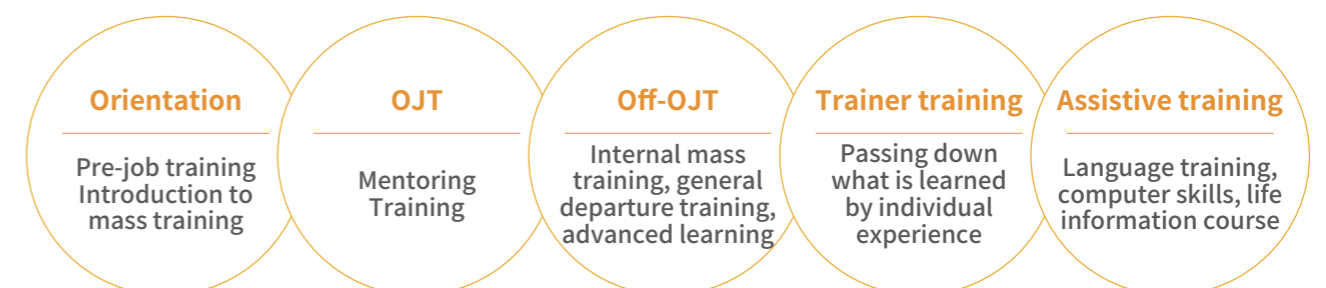 Orientation
Pre-job training
Introduction to
mass training
OJT
Mentoring
Training
Off-OJT
Internal mass
training, general
departure training,
advanced learning
Trainer training
Passing down
what is learned
by individual
experience
Assistive training
Language training,
computer skills, life
information course